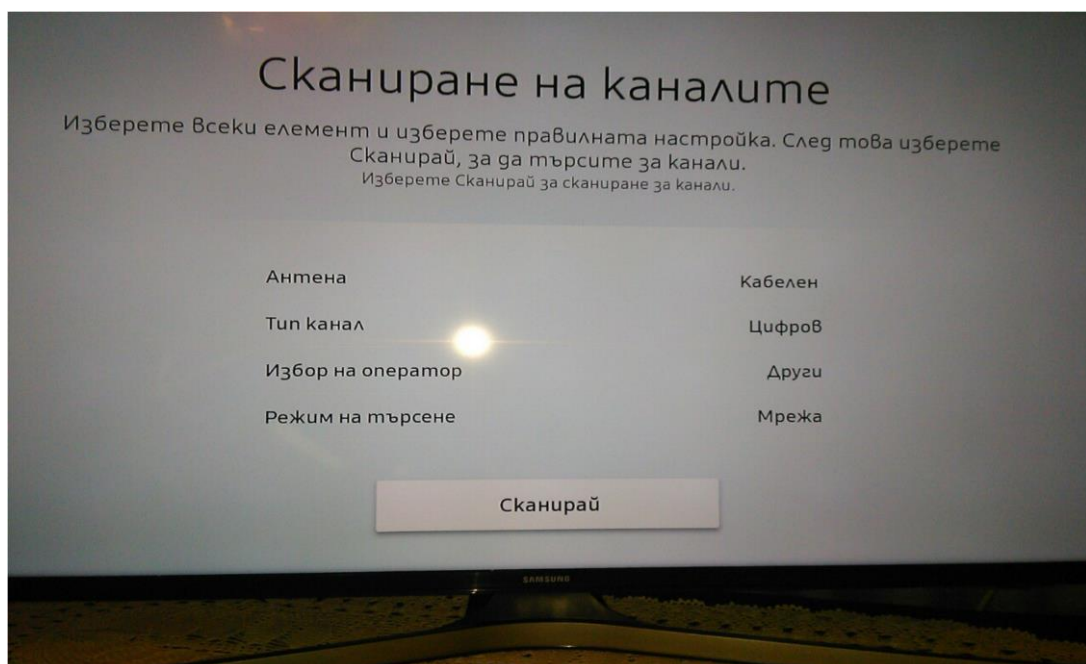 Сканиране на каналите
Изберете всеки елемент и изберете правилната настройка. След това изберете
Сканирай, за да търсите за канали.
Изберете Сканирай за сканиране за канали.
Антена Кабелен
Тип канал Цифров
Избор на оператор Други
Режим на търсене Мрежа
Сканирай
SAMSUNG